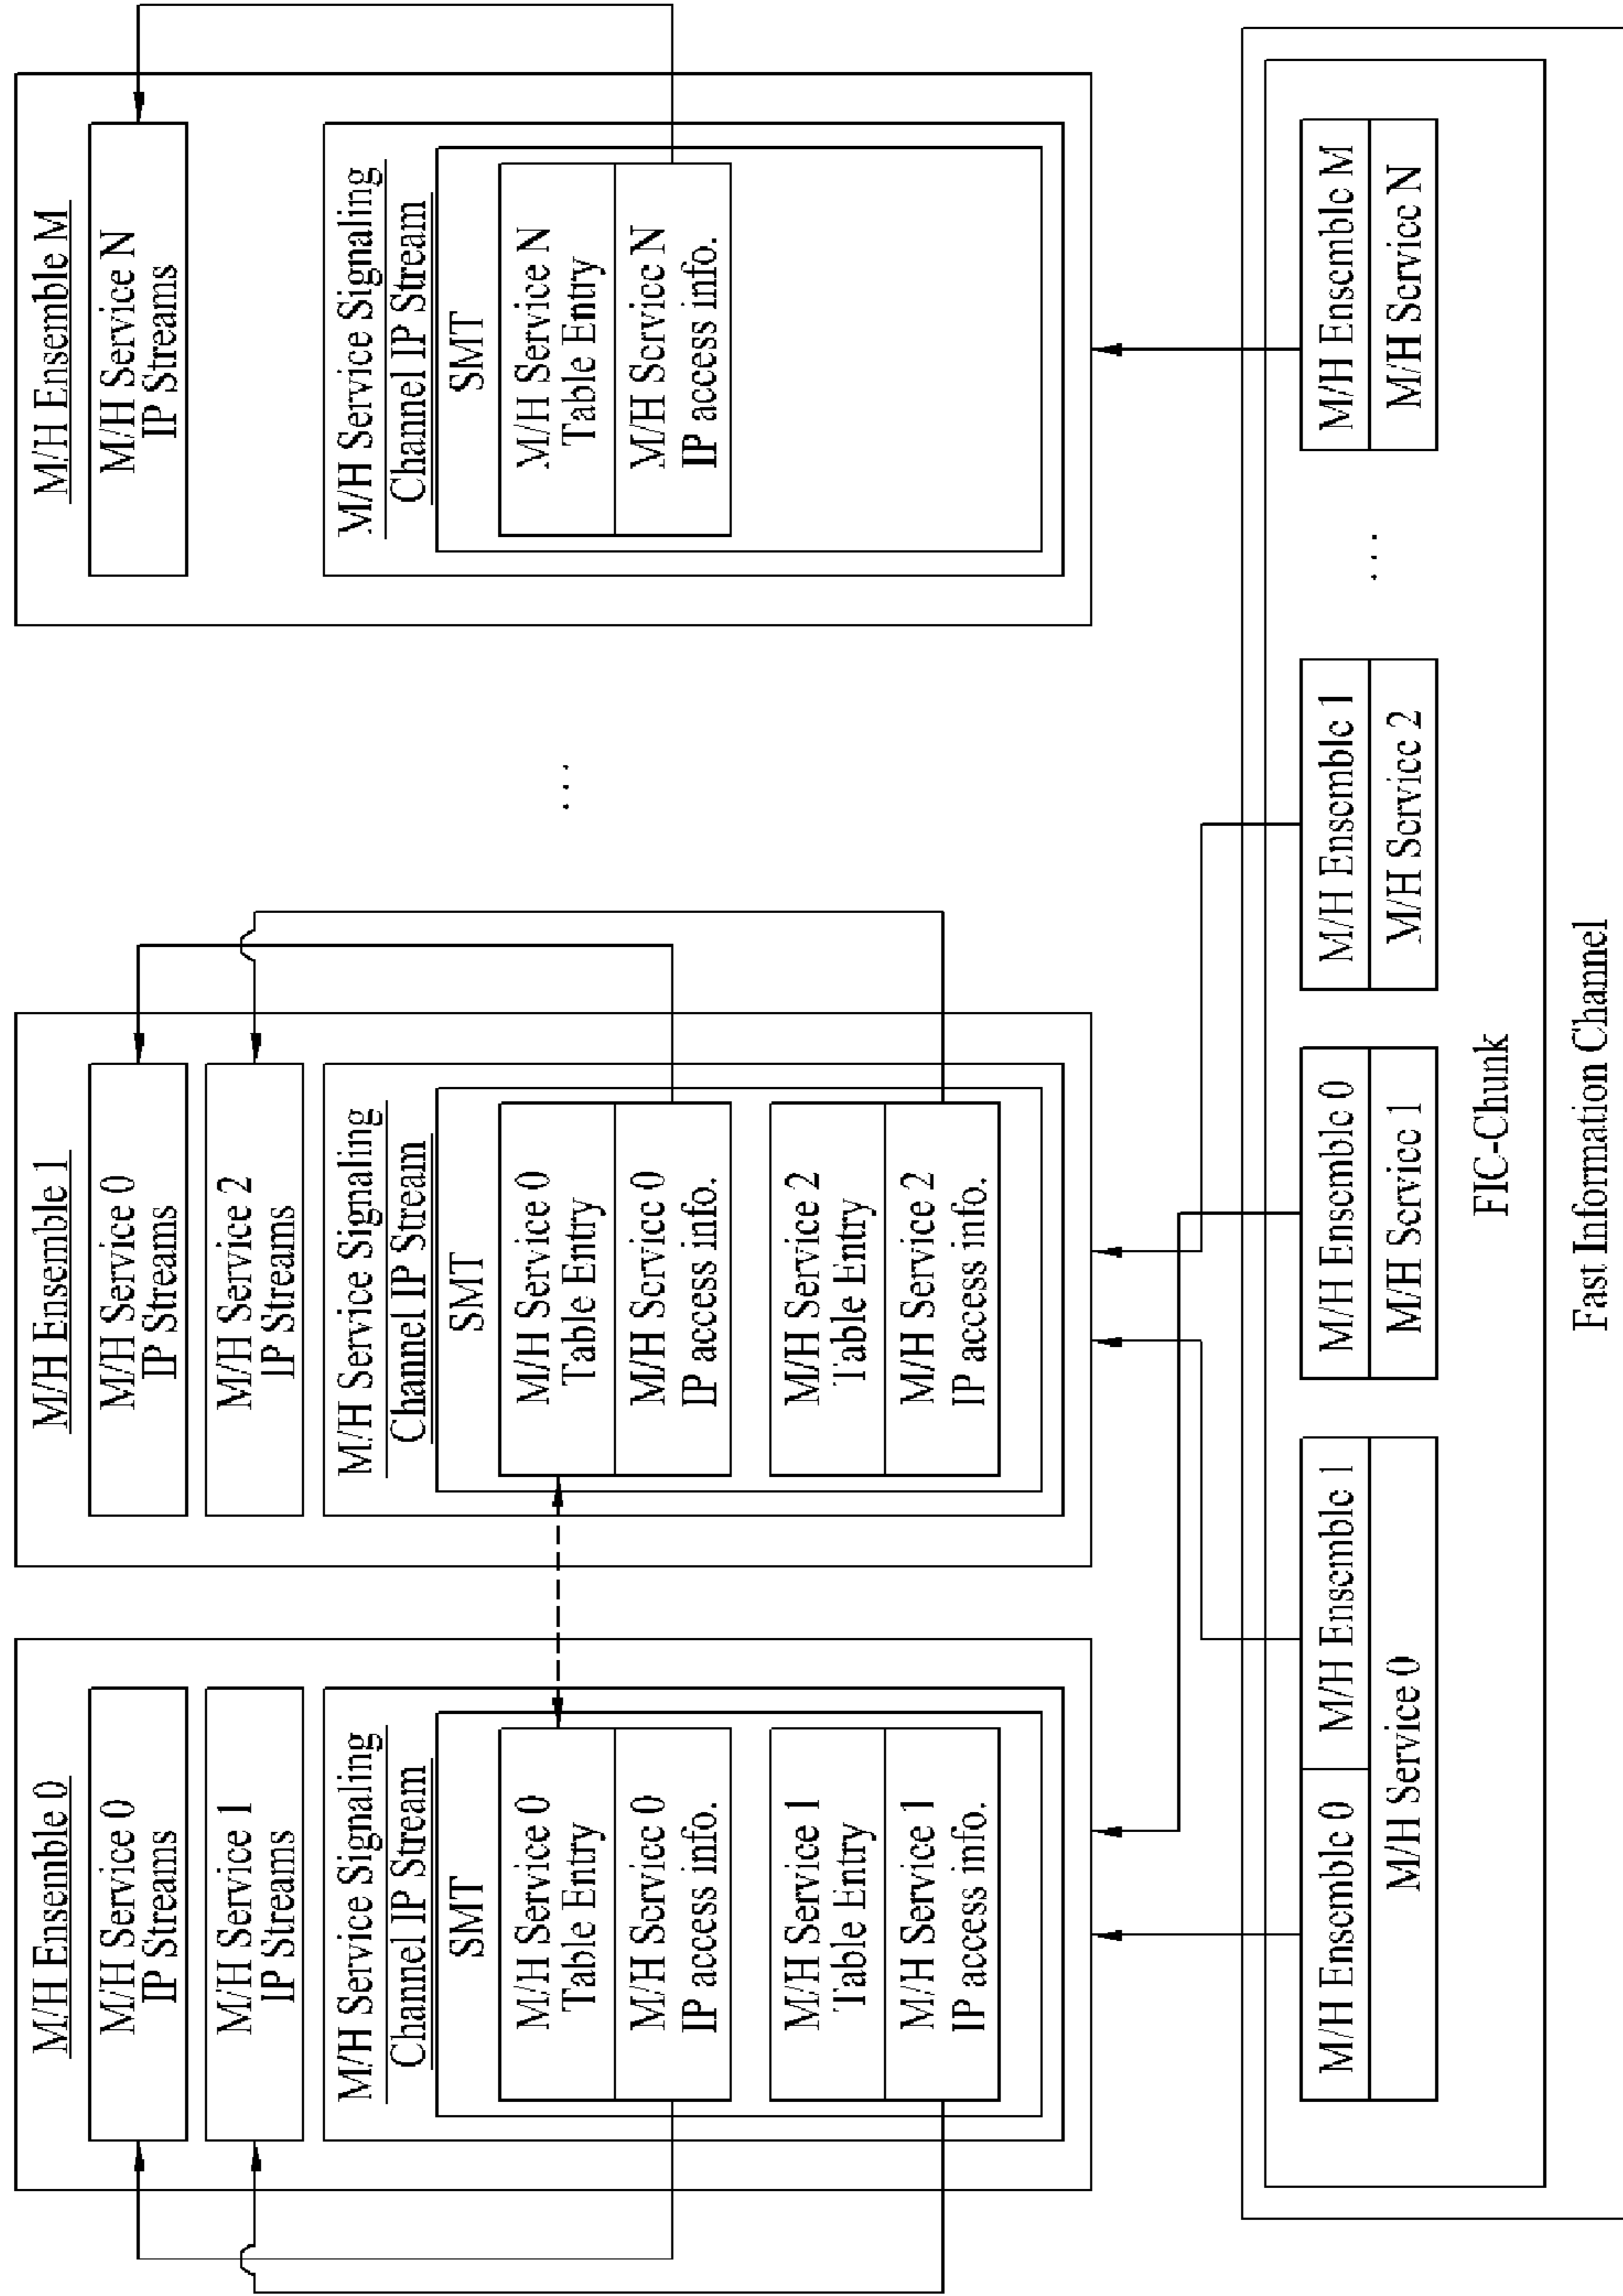 M/H Ensemble 0
M/H Service 0
IP Streams
M/H Service 1
IP Streams
M/H Service Signaling
Channel IP Stream
SMT
M/H Service 0
Table Entry
M/H Service 0
IP access info.
M/H Service 1
Table Entry
M/H Service 1
IP access info.
M/H Ensemble 1
M/H Service 0
IP Streams
M/H Service 2
IP Streams
M/H Service Signaling
Channel IP Stream
SMT
M/H Service 0
Table Entry
M/H Service 0
IP access info.
M/H Service 2
Table Entry
M/H Service 2
IP access info.
...
M/H Ensemble M
M/H Service N
IP Streams
M/H Service Signaling
Channel IP Stream
SMT
M/H Service N
Table Entry
M/H Service N
IP access info.
M/H Ensemble 0
M/H Ensemble 1
M/H Service 0
M/H Ensemble 0
M/H Service 1
M/H Ensemble 1
M/H Service 2
...
M/H Ensemble M
M/H Service N
FIC-Chunk
Fast Information Channel